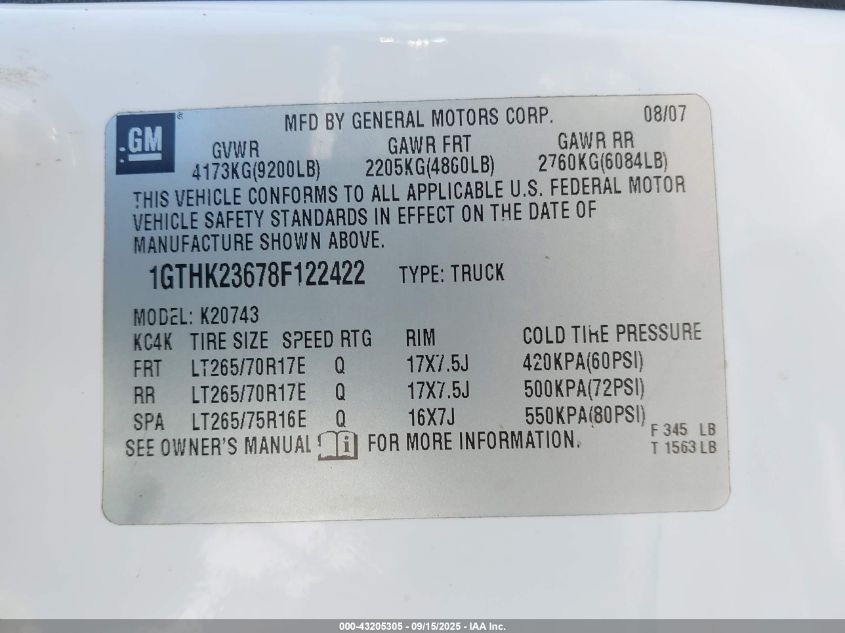 GM
MFD BY GENERAL MOTORS CORP. 08/07
GVWR GAWR FRT GAWR RR
4173KG(9200LB) 2205KG(4860LB) 2760KG(6084LB)
THIS VEHICLE CONFORMS TO ALL APPLICABLE U.S. FEDERAL MOTOR
VEHICLE SAFETY STANDARDS IN EFFECT ON THE DATE OF
MANUFACTURE SHOWN ABOVE.
1GTHK23678F122422 TYPE: TRUCK
MODEL: K20743
KC4K TIRE SIZE SPEED RTG RIM COLD TIRE PRESSURE
FRT LT265/70R17E Q 17X7.5J 420KPA(60PSI)
RR LT265/70R17E Q 17X7.5J 500KPA(72PSI)
SPA LT265/75R16E Q 16X7J 550KPA(80PSI)
F 345 LB
SEE OWNER'S MANUAL i FOR MORE INFORMATION.
T 1563 LB
000-43205305 - 09/15/2025 - IAA Inc.